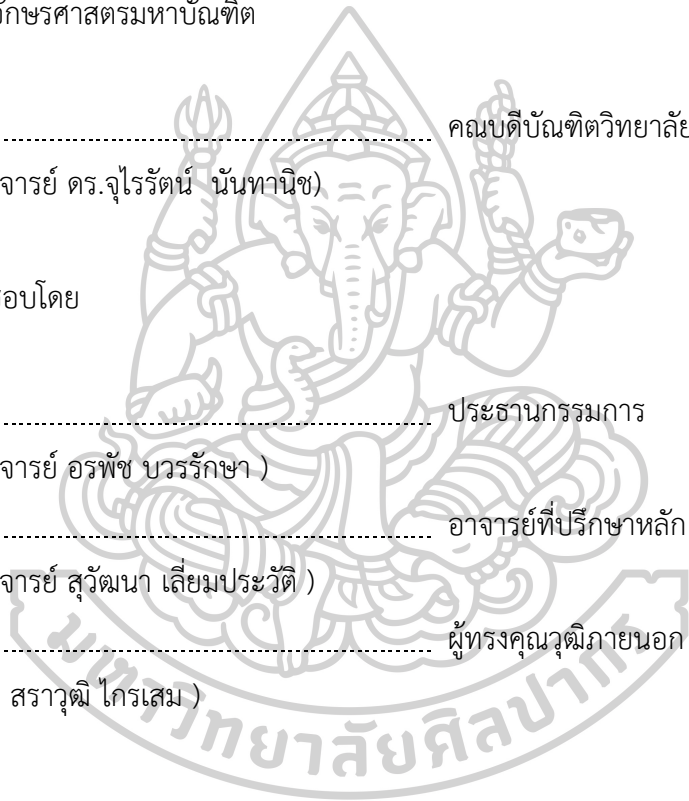 อักษรศาสตรมหาบัณฑิต
คณบดีบัณฑิตวิทยาลัย
จารย์ ดร.จุไรรัตน์ นันทานิช)
สอบโดย
ประธานกรรมการ
จารย์ อรพัช บวรรักษา )
อาจารย์ที่ปรึกษาหลัก
จารย์ สุวัฒนา เลี่ยมประวัติ )
ผู้ทรงคุณวุฒิภายนอก
สราวุฒิ ไกรเสม )
มหาวิทยาลัยศิลปากร